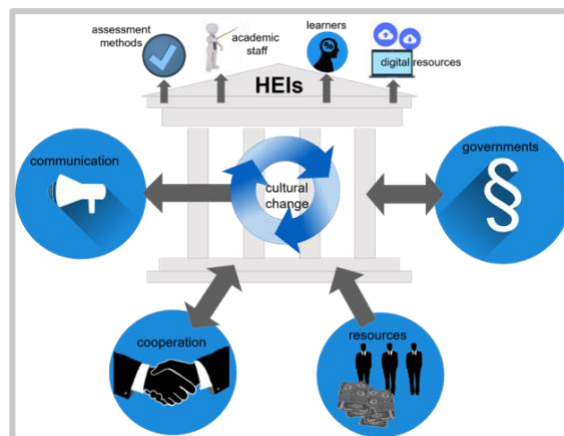 assessment
methods
academic
staff
learners
digital resources
HEIs
communication
cultural
change
governments
§
cooperation
resources